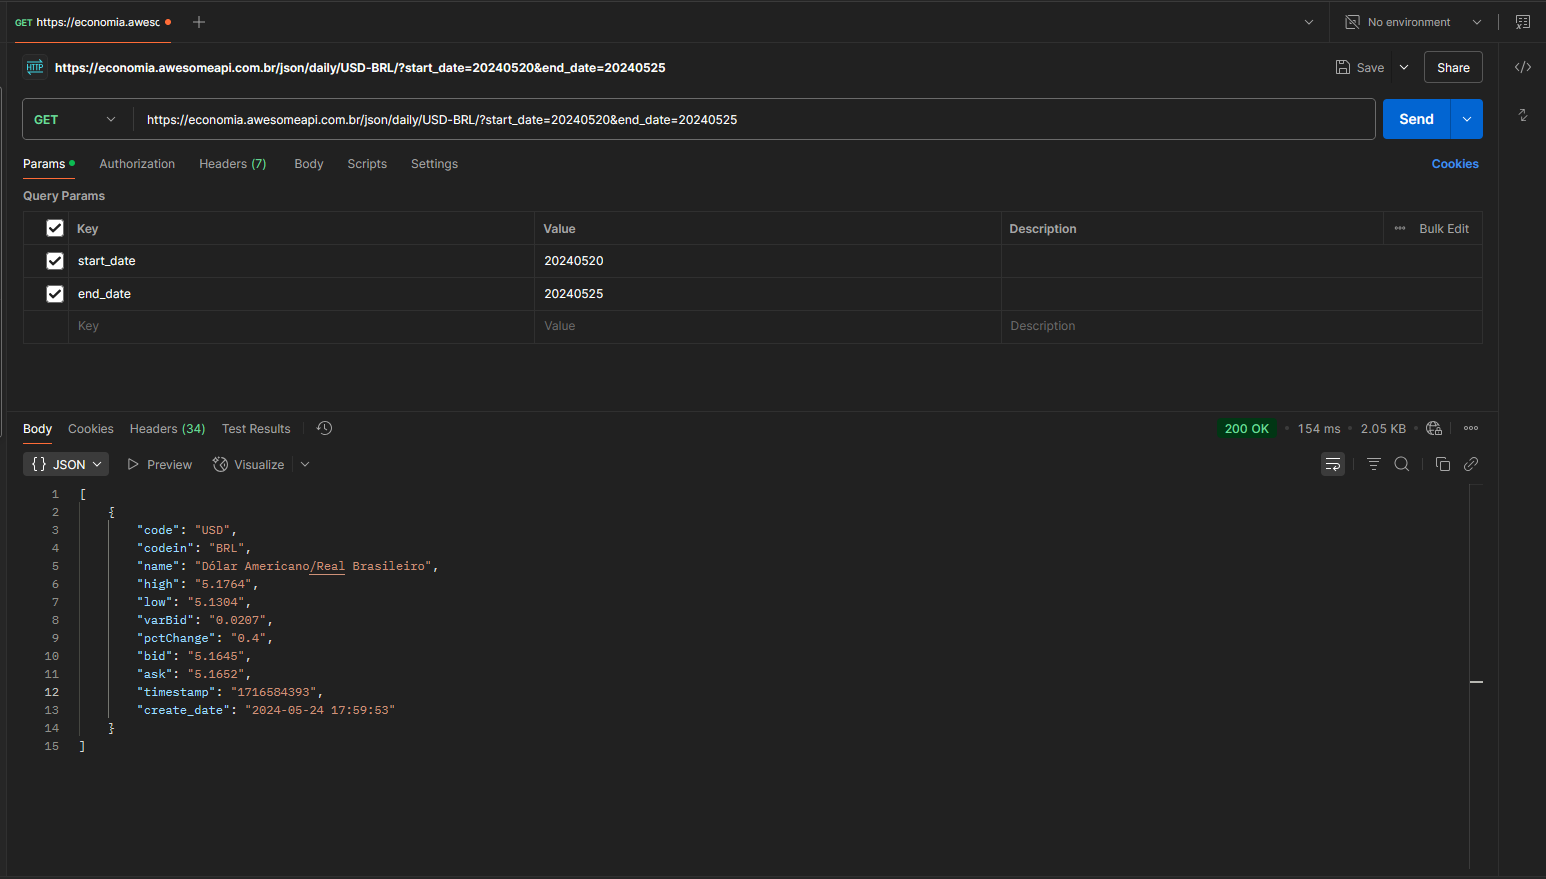 GET https://economia.awesc
No environment
HTTP https://economia.awesomeapi.com.br/json/daily/USD-BRL/?start_date=20240520&end_date=20240525
Save
Share
GET
https://economia.awesomeapi.com.br/json/daily/USD-BRL/?start_date=20240520&end_date=20240525
Send
Params Authorization Headers (7) Body Scripts Settings Cookies
Query Params
Key Value Description Bulk Edit
start_date 20240520
end_date 20240525
Key Value Description
Body Cookies Headers (34) Test Results 200 OK • 154 ms • 2.05 KB
{} JSON Preview Visualize
1 [
2 {
3 "code": "USD",
4 "codein": "BRL",
5 "name": "Dólar Americano/Real Brasileiro",
6 "high": "5.1764",
7 "low": "5.1304",
8 "varBid": "0.0207",
9 "pctChange": "0.4",
10 "bid": "5.1645",
11 "ask": "5.1652",
12 "timestamp": "1716584393",
13 "create_date": "2024-05-24 17:59:53"
14 }
15 ]